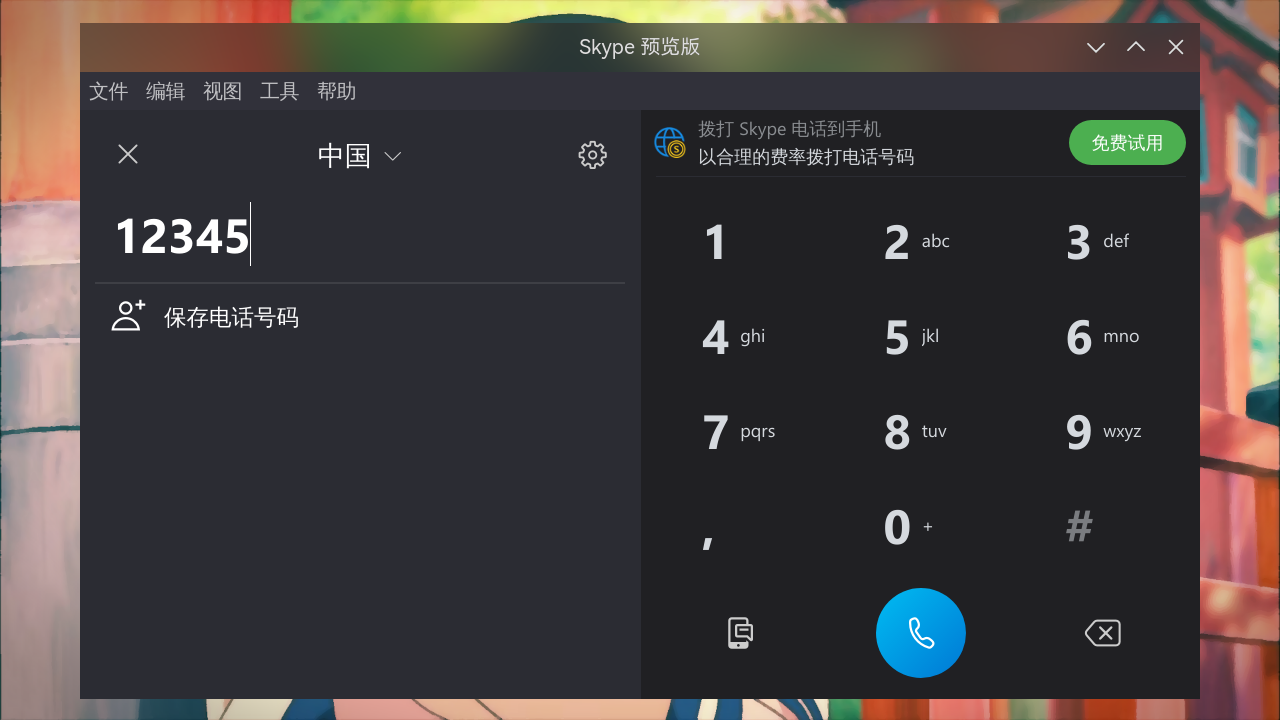 Skype 预览版
文件 编辑 视图 工具 帮助
中国
12345
保存电话号码
拨打 Skype 电话到手机
以合理的费率拨打电话号码
免费试用
1 2 abc 3 def
4 ghi 5 jkl 6 mno
7 pqrs 8 tuv 9 wxyz
, 0 + #